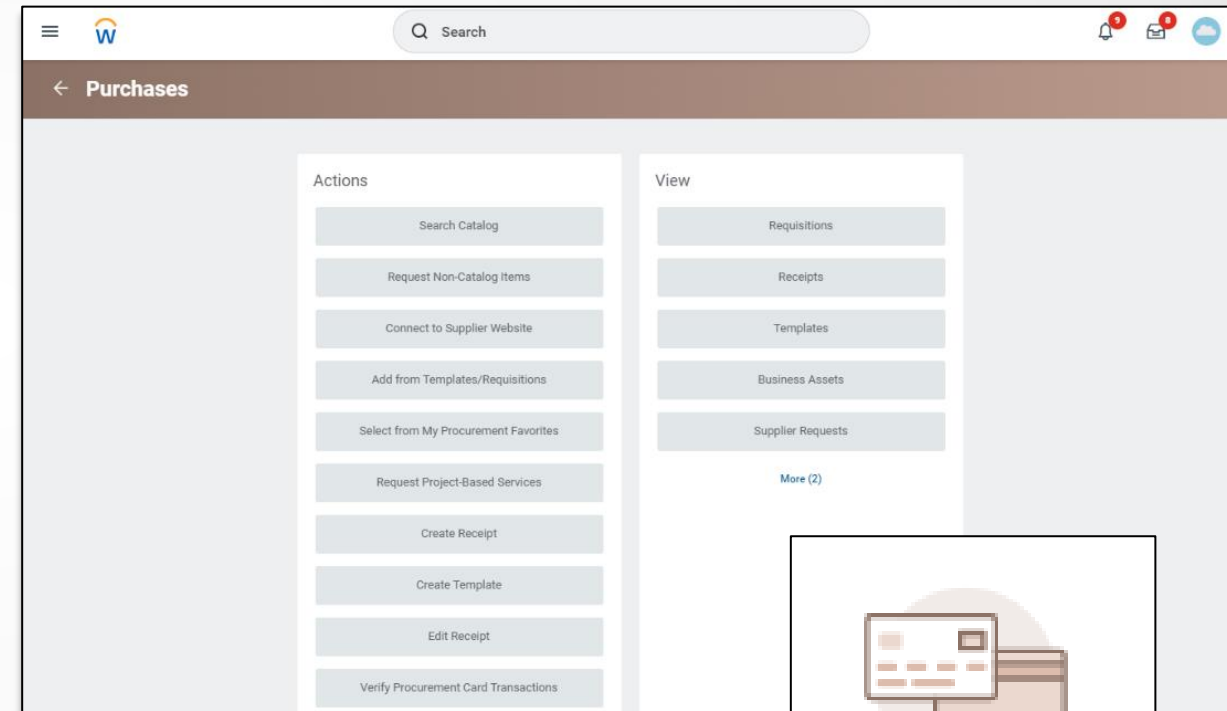 W
Search
9
8
Purchases
Actions
Search Catalog
Request Non-Catalog Items
Connect to Supplier Website
Add from Templates/Requisitions
Select from My Procurement Favorites
Request Project-Based Services
Create Receipt
Create Template
Edit Receipt
Verify Procurement Card Transactions
View
Requisitions
Receipts
Templates
Business Assets
Supplier Requests
More (2)